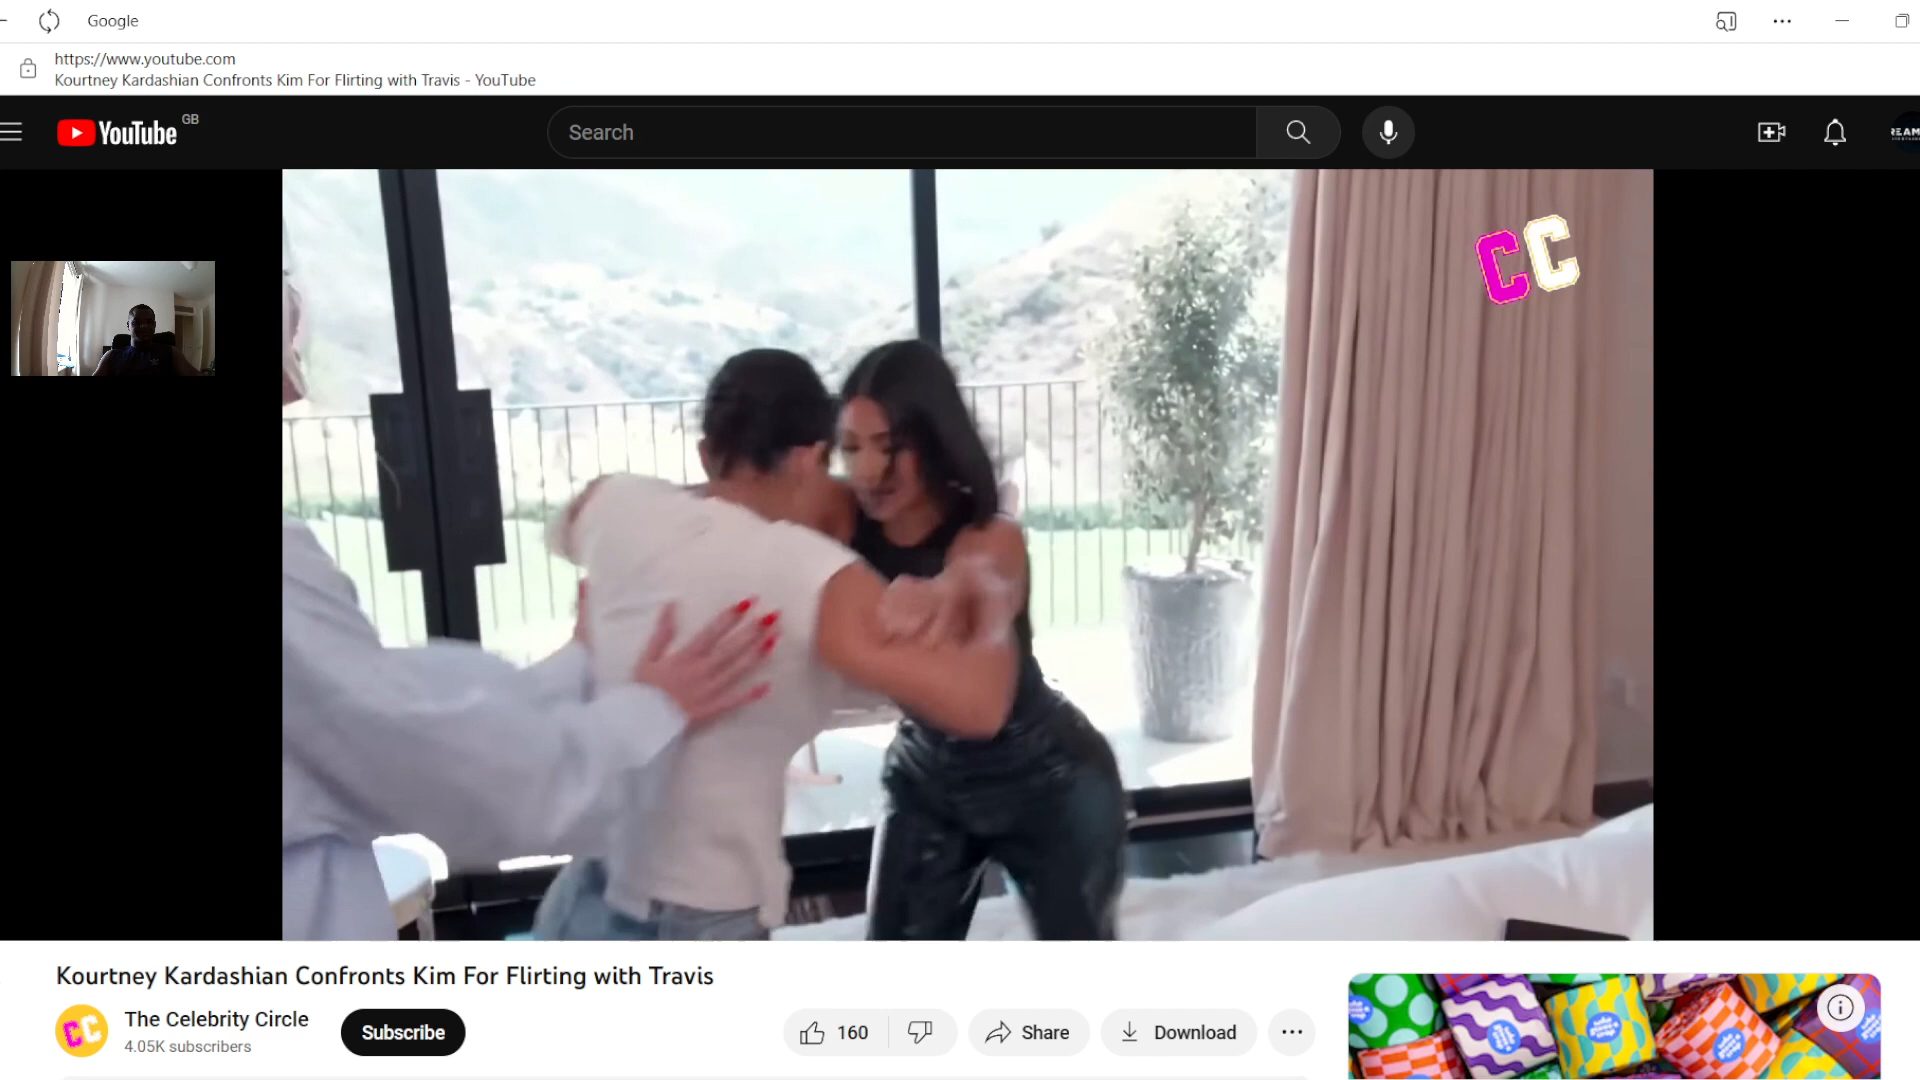 Google
https://www.youtube.com
Kourtney Kardashian Confronts Kim For Flirting with Travis - YouTube
YouTube GB
Search
CC
Kourtney Kardashian Confronts Kim For Flirting with Travis
CC
The Celebrity Circle
4.05K subscribers
Subscribe
160
Share
Download